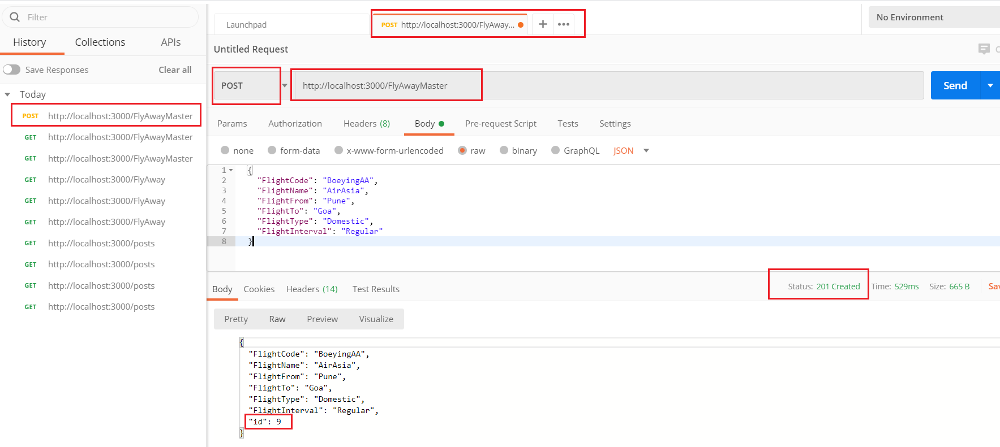 Filter
History Collections APIs
Save Responses Clear all
Today
POST http://localhost:3000/FlyAwayMaster
GET http://localhost:3000/FlyAwayMaster
GET http://localhost:3000/FlyAwayMaster
GET http://localhost:3000/FlyAway
GET http://localhost:3000/FlyAway
GET http://localhost:3000/FlyAway
GET http://localhost:3000/posts
GET http://localhost:3000/posts
GET http://localhost:3000/posts
GET http://localhost:3000/posts
Launchpad POST http://localhost:3000/FlyAway... + ••• No Environment
Untitled Request
POST http://localhost:3000/FlyAwayMaster Send
Params Authorization Headers (8) Body Pre-request Script Tests Settings
none form-data x-www-form-urlencoded raw binary GraphQL JSON
1 {
2 "FlightCode": "BoeyingAA",
3 "FlightName": "AirAsia",
4 "FlightFrom": "Pune",
5 "FlightTo": "Goa",
6 "FlightType": "Domestic",
7 "FlightInterval": "Regular"
8 }
Body Cookies Headers (14) Test Results Status: 201 Created Time: 529ms Size: 665 B Sav
Pretty Raw Preview Visualize
{
"FlightCode": "BoeyingAA",
"FlightName": "AirAsia",
"FlightFrom": "Pune",
"FlightTo": "Goa",
"FlightType": "Domestic",
"FlightInterval": "Regular",
"id": 9
}